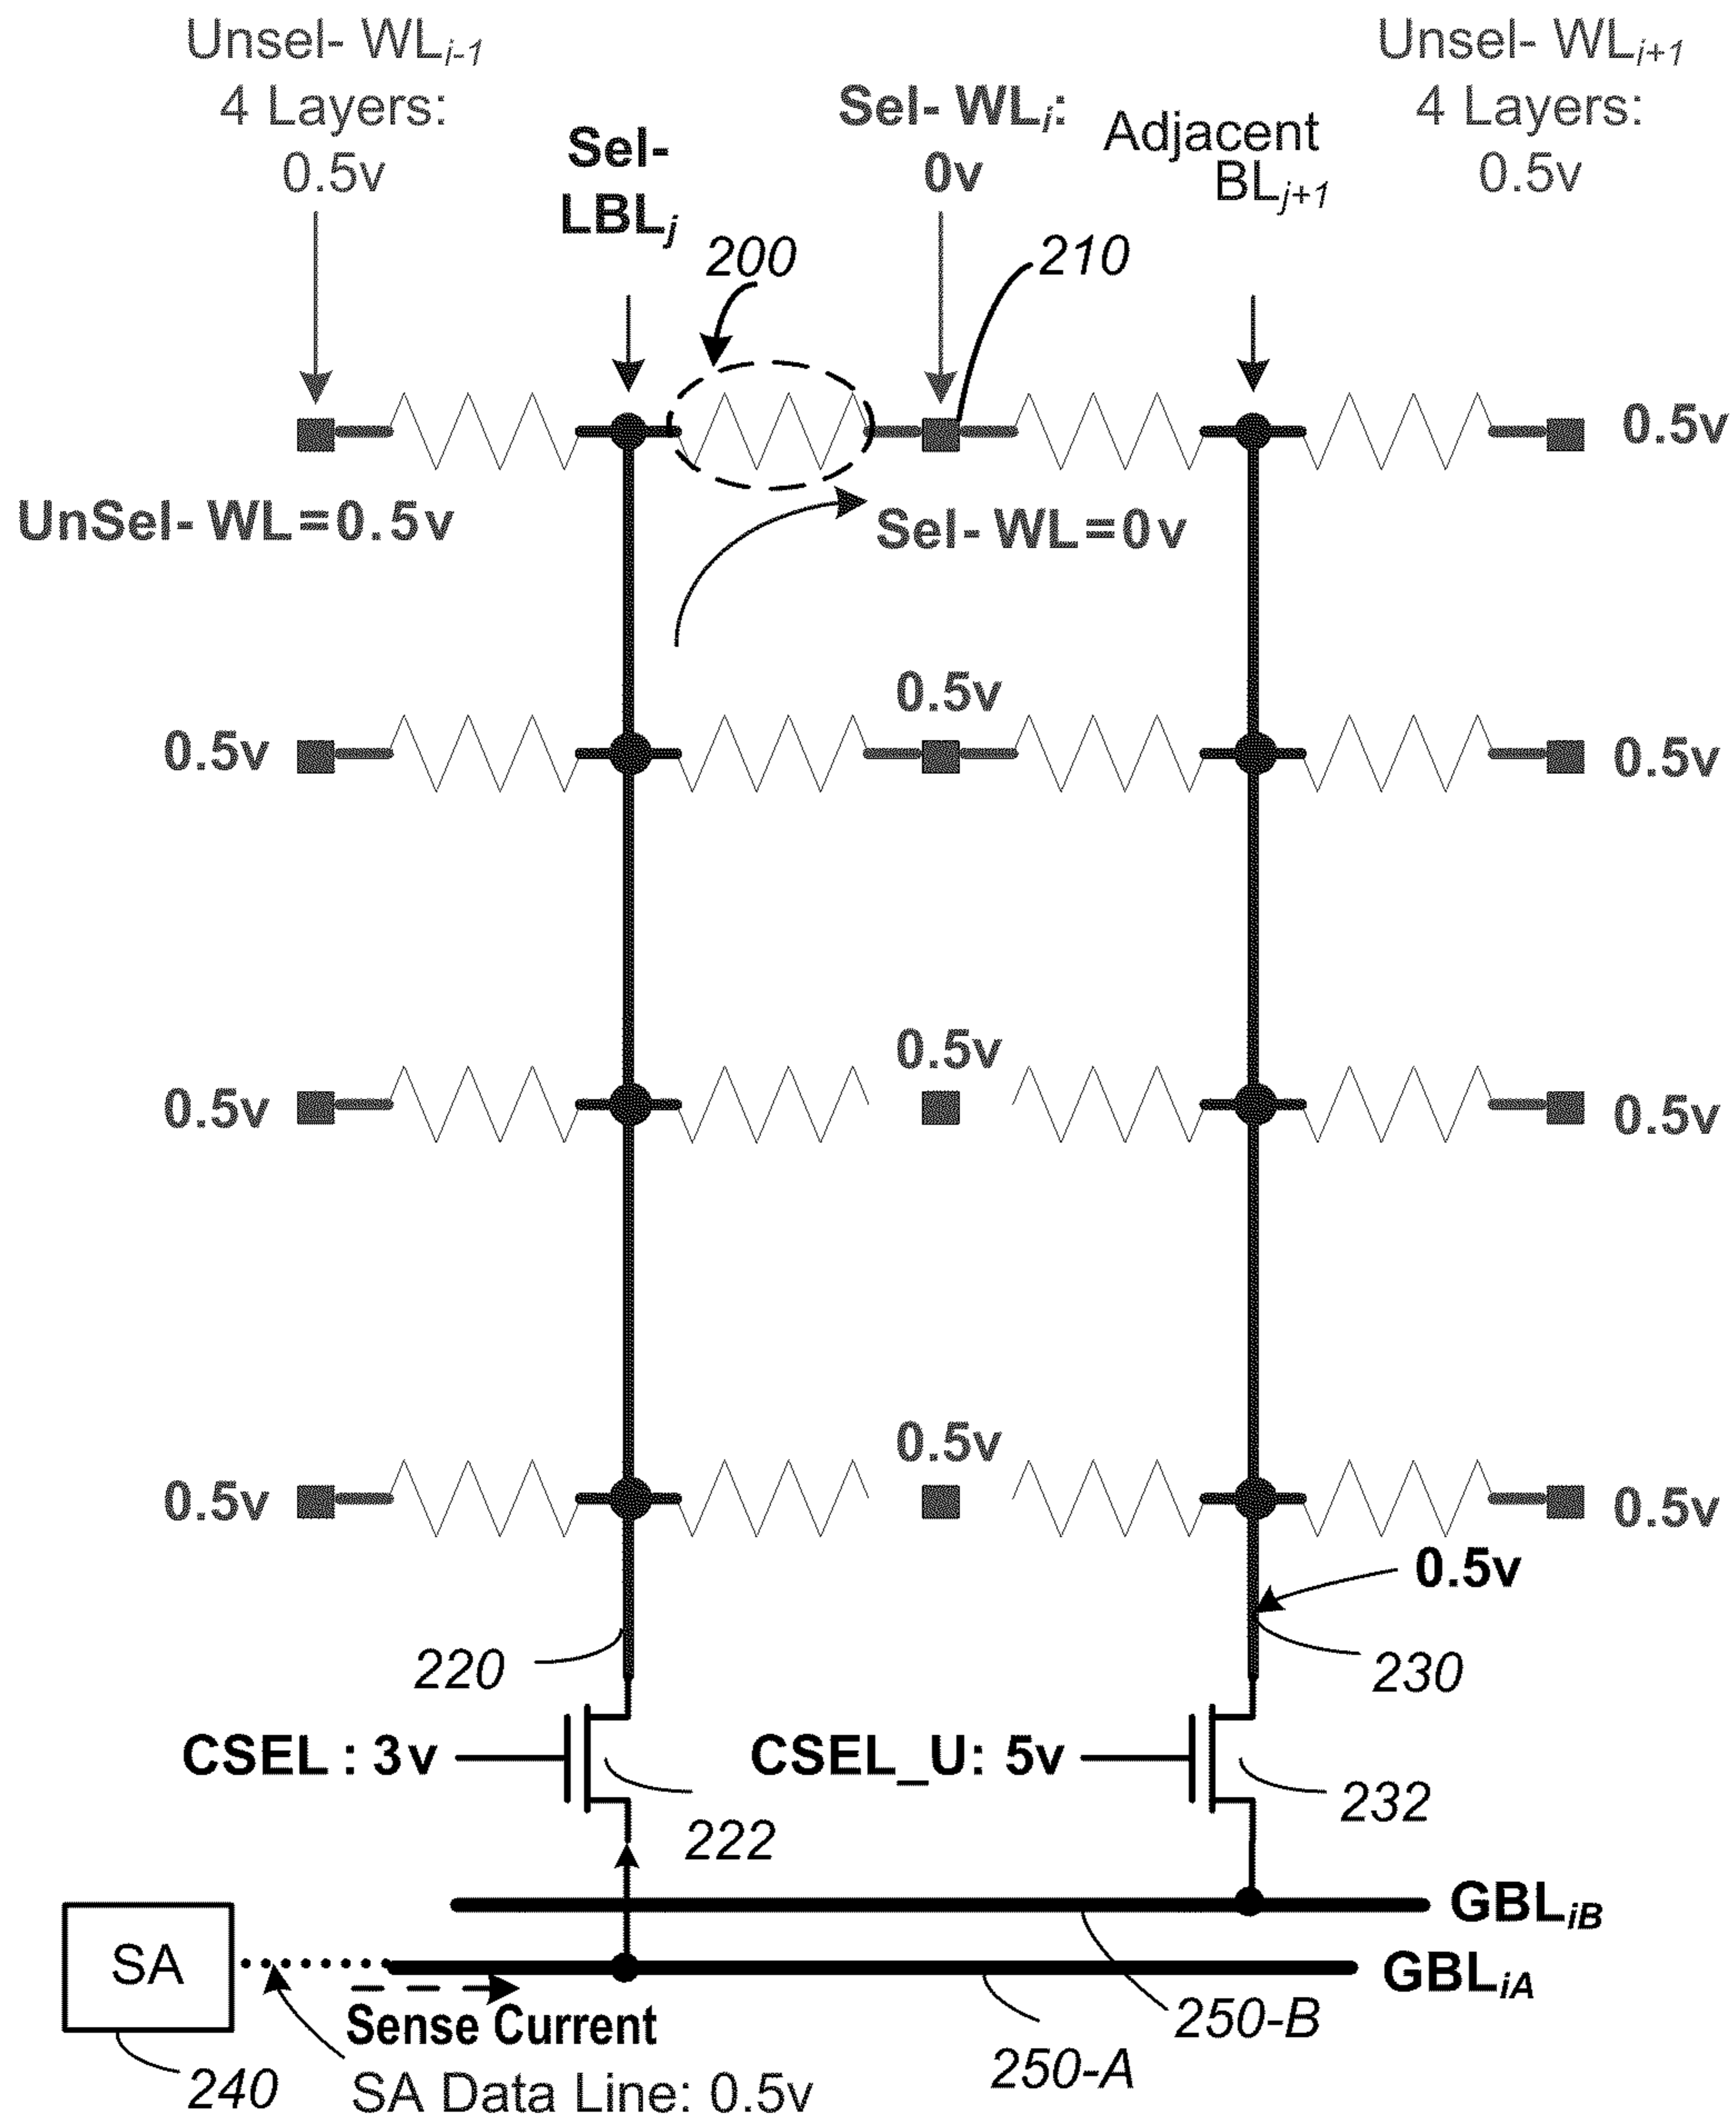 Unsel- WLi-1
4 Layers:
0.5v
Sel-
LBLj
Sel- WLi:
0v
Adjacent
BLj+1
Unsel- WLi+1
4 Layers:
0.5v
200
210
0.5v
UnSel- WL=0.5v
Sel- WL=0v
0.5v
0.5v
0.5v
0.5v
0.5v
0.5v
0.5v
0.5v
0.5v
0.5v
220
230
CSEL : 3v
CSEL_U: 5v
222
232
GBLiB
SA
GBLiA
Sense Current
250-B
250-A
240
SA Data Line: 0.5v